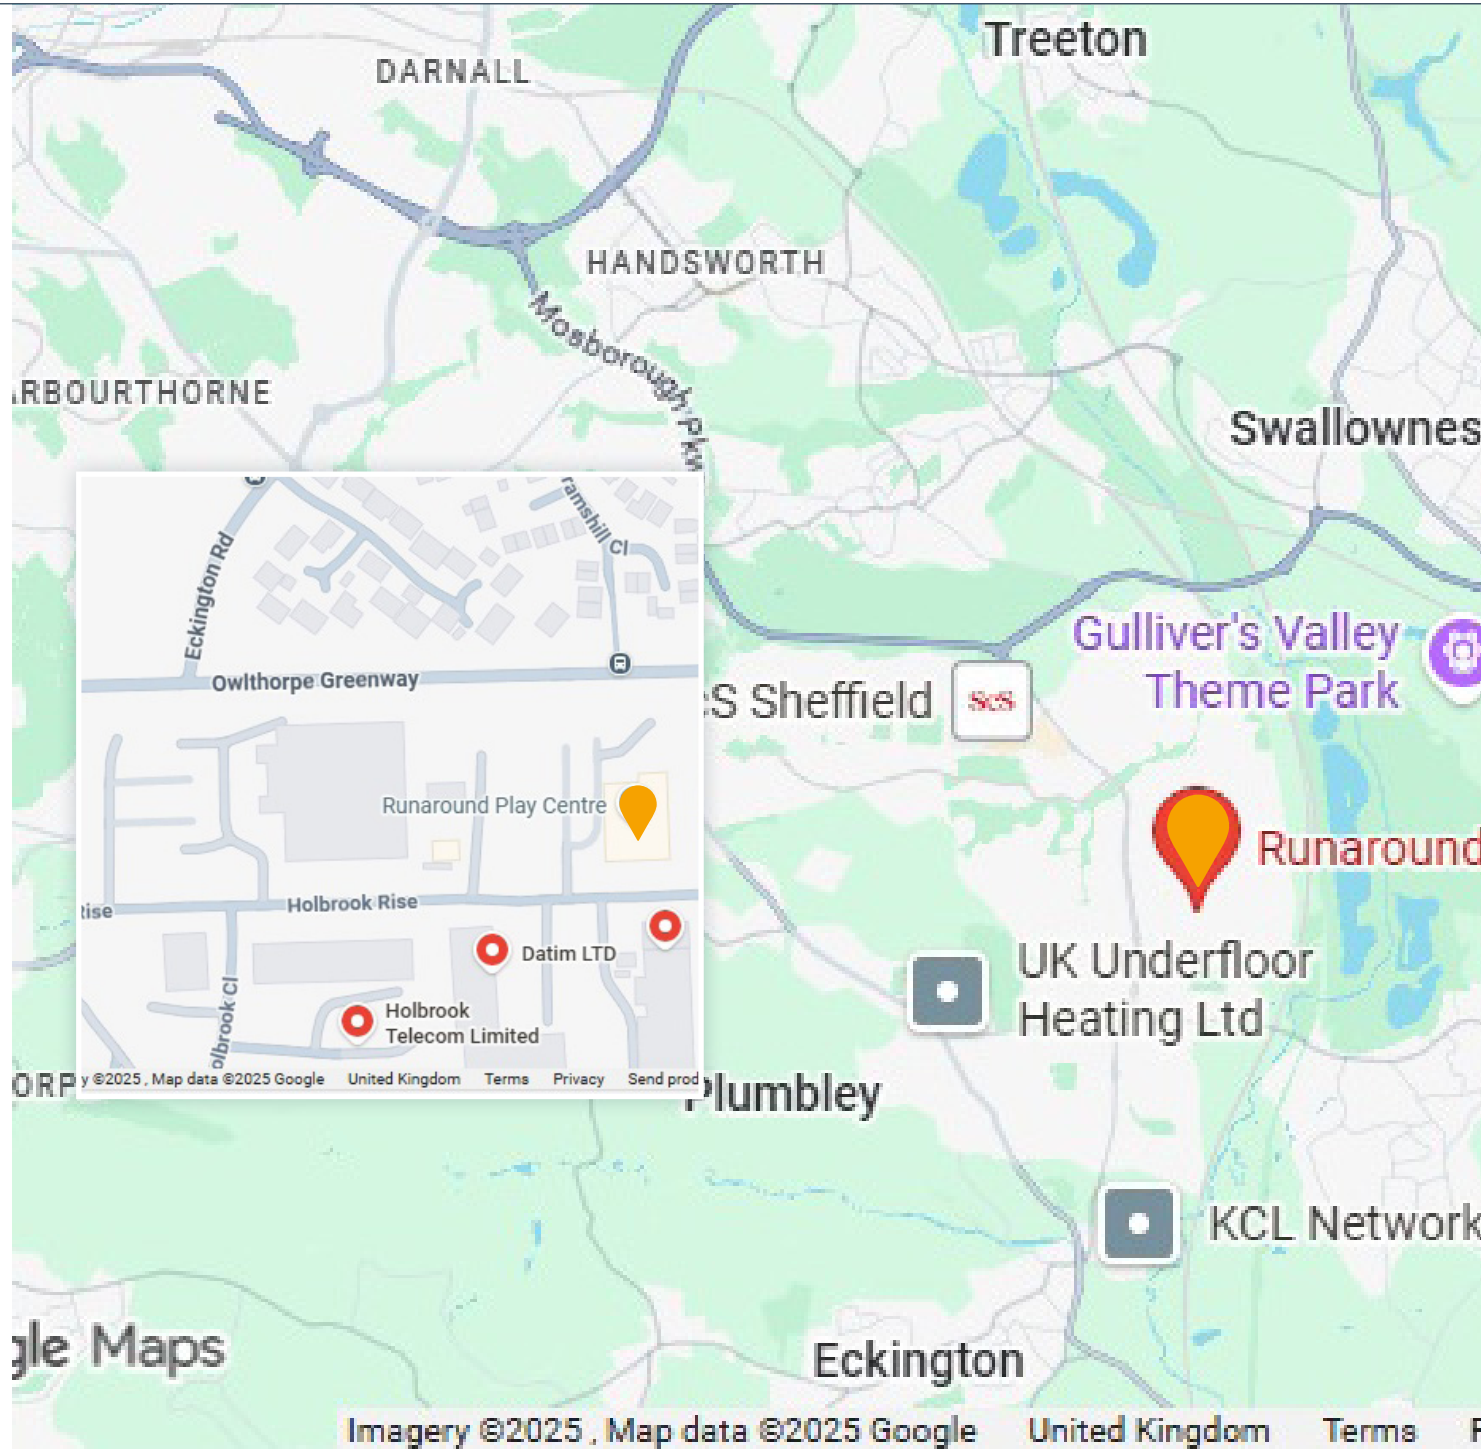 Treeton
DARNALL
HANDSWORTH
Mosborough Pkw
ARBOURTHORNE
Swallownes
Gulliver's Valley
Theme Park
cS Sheffield
ScS
Runaround
UK Underfloor
Heating Ltd
ORP
Plumbley
KCL Network
Eckington
gle Maps
Imagery ©2025 , Map data ©2025 Google United Kingdom Terms P
ramshill Cl
Eckington Rd
Owlthorpe Greenway
Runaround Play Centre
Rise
Holbrook Rise
Datim LTD
Holbrook
Telecom Limited
olbrook Cl
y ©2025 , Map data ©2025 Google United Kingdom Terms Privacy Send prod